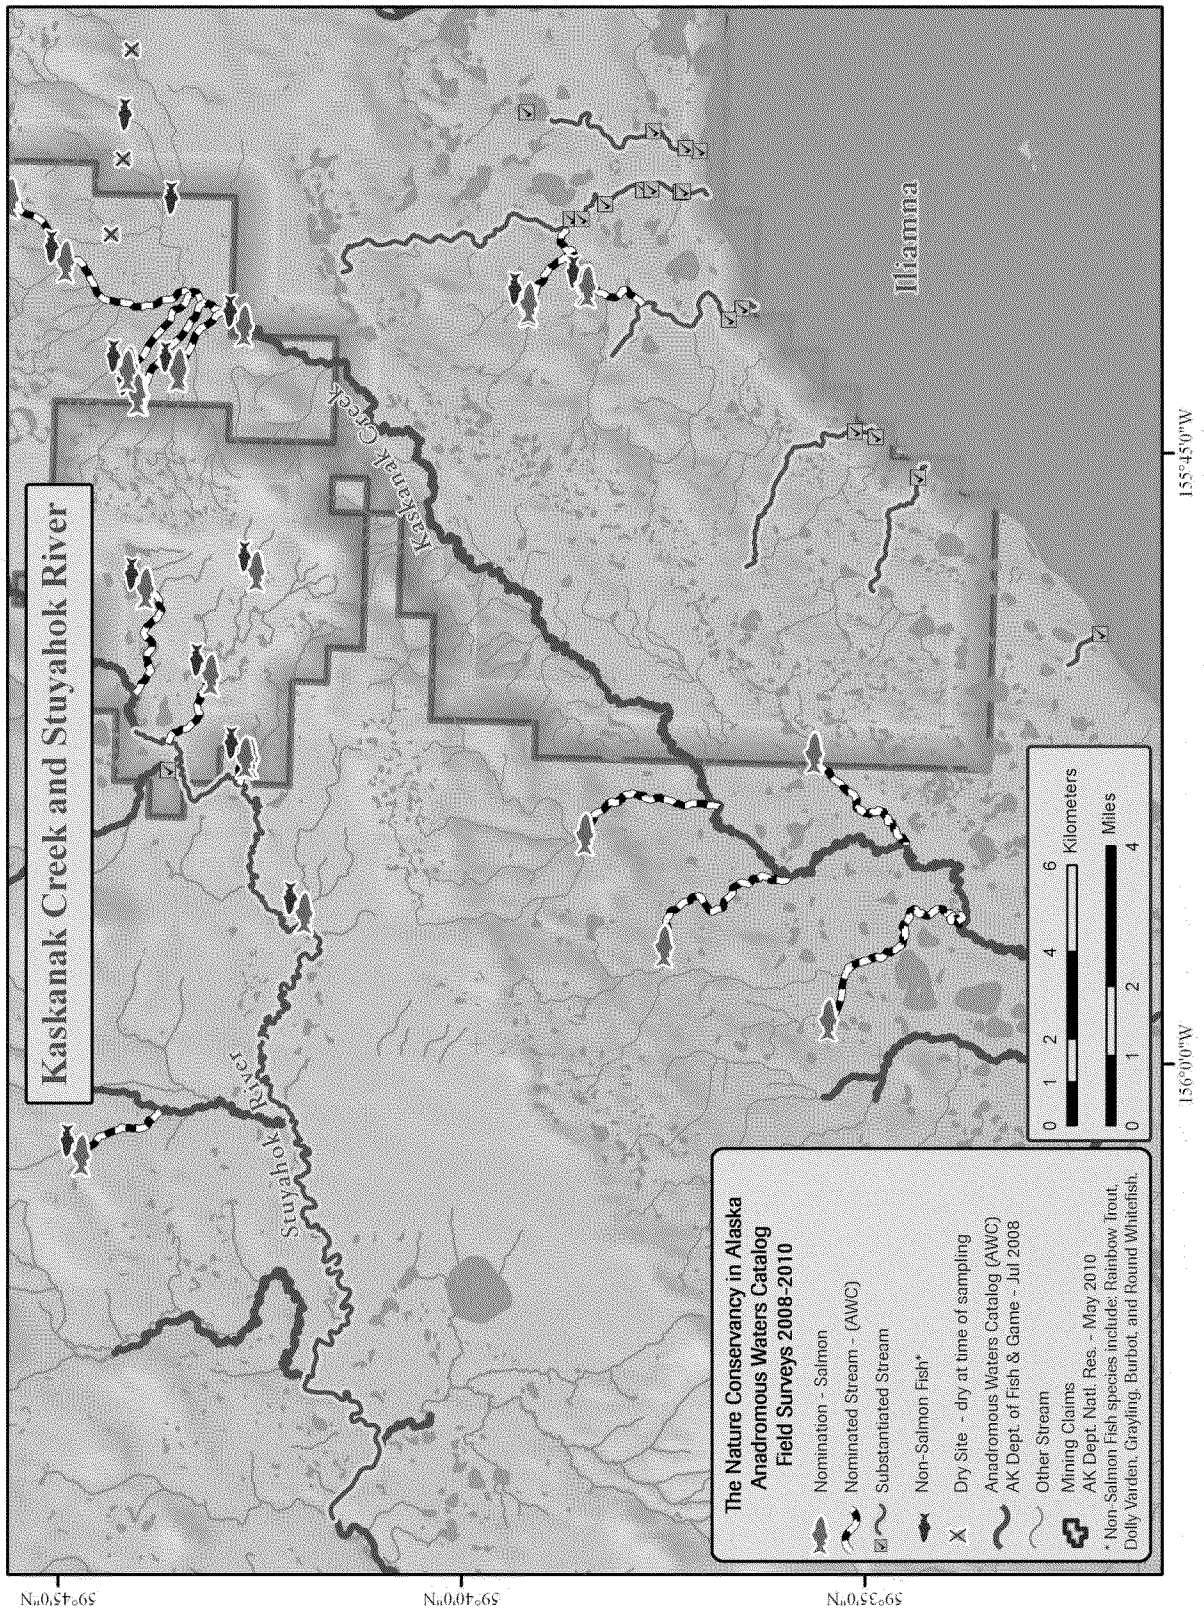 Kaskanak Creek and Stuyahok River
Kaskanak Creek
Stuyahok River
Iliamna
The Nature Conservancy in Alaska
Anadromous Waters Catalog
Field Surveys 2008-2010
Nomination - Salmon
Nominated Stream - (AWC)
Substantiated Stream
Non-Salmon Fish*
Dry Site - dry at time of sampling
Anadromous Waters Catalog (AWC)
AK Dept. of Fish & Game - Jul 2008
Other Stream
Mining Claims
AK Dept. Natl. Res. - May 2010
* Non-Salmon Fish species include: Rainbow Trout,
Dolly Varden, Grayling, Burbot, and Round Whitefish.
0 1 2 4 6
Kilometers
0 1 2 4
Miles
156°0'0"W
155°45'0"W
59°45'0"N
59°40'0"N
59°35'0"N